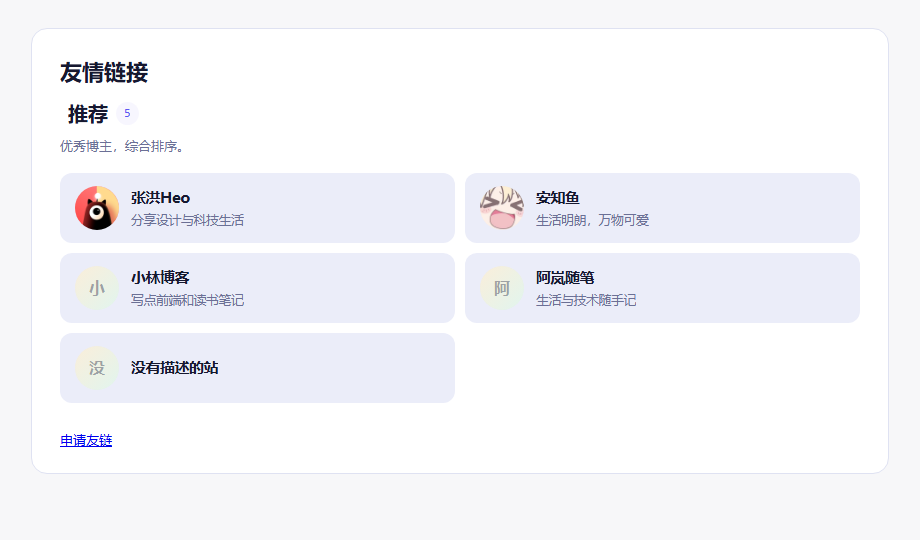 友情链接
推荐 5
优秀博主，综合排序。
张洪Heo
分享设计与科技生活
安知鱼
生活明朗，万物可爱
小
小林博客
写点前端和读书笔记
阿
阿岚随笔
生活与技术随手记
没
没有描述的站
申请友链